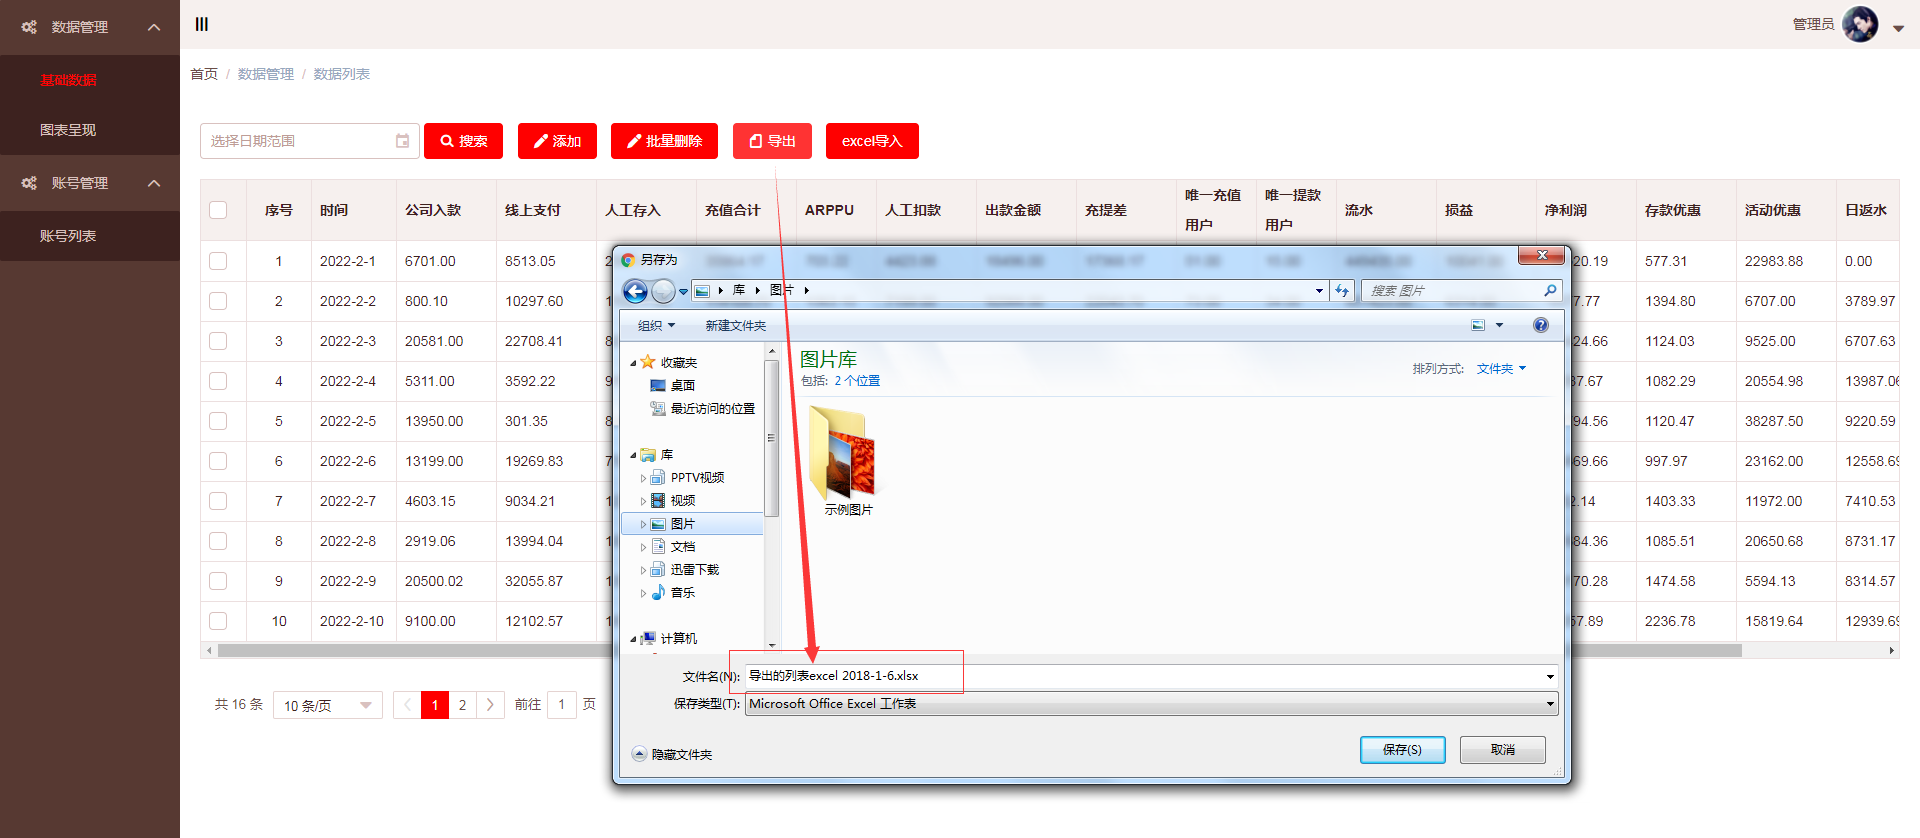 数据管理
基础数据
图表呈现
账号管理
账号列表
管理员
首页 / 数据管理 / 数据列表
选择日期范围
搜索
添加
批量删除
导出
excel导入
序号 时间 公司入款 线上支付 人工存入 充值合计 ARPPU 人工扣款 出款金额 充提差 唯一充值用户 唯一提款用户 流水 损益 净利润 存款优惠 活动优惠 日返水
1 2022-2-1 6701.00 8513.05 2 20.19 577.31 22983.88 0.00
2 2022-2-2 800.10 10297.60 1 7.77 1394.80 6707.00 3789.97
3 2022-2-3 20581.00 22708.41 8 24.66 1124.03 9525.00 6707.63
4 2022-2-4 5311.00 3592.22 9 37.67 1082.29 20554.98 13987.06
5 2022-2-5 13950.00 301.35 8 94.56 1120.47 38287.50 9220.59
6 2022-2-6 13199.00 19269.83 7 69.66 997.97 23162.00 12558.69
7 2022-2-7 4603.15 9034.21 1 2.14 1403.33 11972.00 7410.53
8 2022-2-8 2919.06 13994.04 1 84.36 1085.51 20650.68 8731.17
9 2022-2-9 20500.02 32055.87 1 70.28 1474.58 5594.13 8314.57
10 2022-2-10 9100.00 12102.57 1 57.89 2236.78 15819.64 12939.69
共 16 条
10 条/页
1
2
前往 1 页
另存为
库 图片
搜索 图片
组织
新建文件夹
收藏夹
桌面
最近访问的位置
库
PPTV视频
视频
图片
文档
迅雷下载
音乐
计算机
图片库
包括: 2 个位置
排列方式: 文件夹
示例图片
文件名(N): 导出的列表excel 2018-1-6.xlsx
保存类型(T): Microsoft Office Excel 工作表
隐藏文件夹
保存(S)
取消